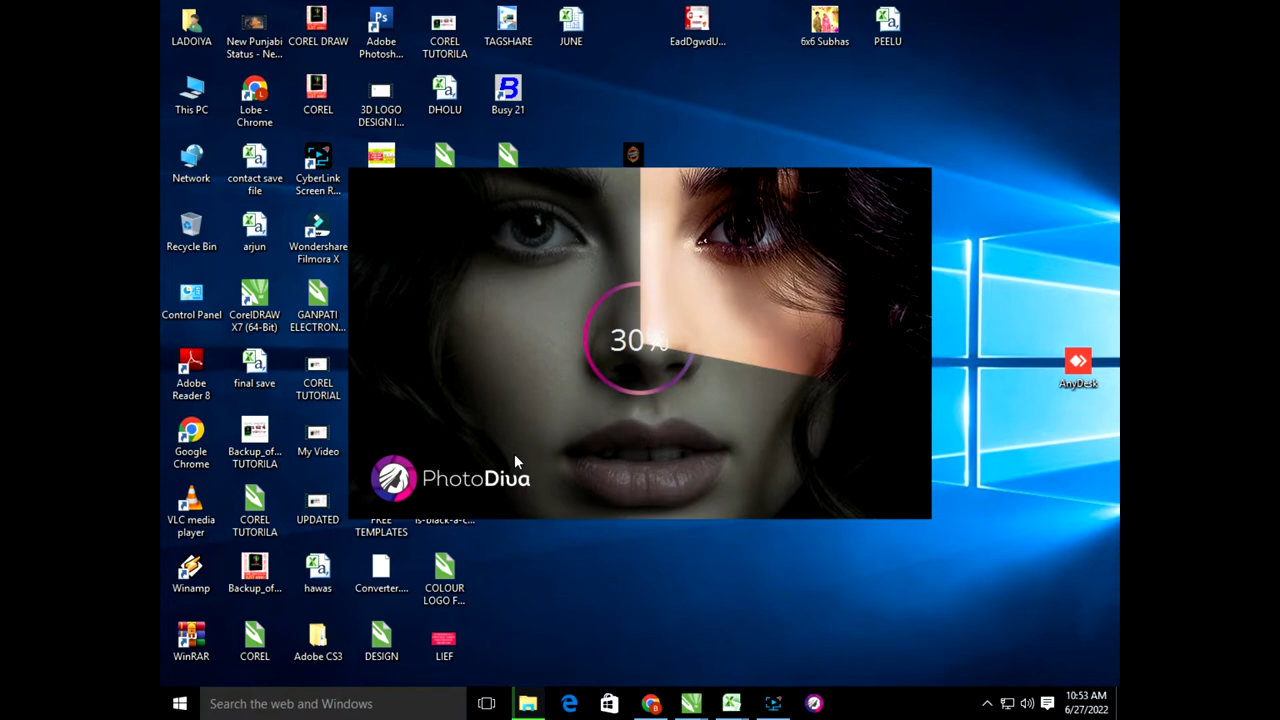 LADOIYA
New Punjabi
Status - Ne...
COREL DRAW
Adobe
Photosh...
COREL
TUTORILA
TAGSHARE
JUNE
EadDgwdU...
6x6 Subhas
PEELU
This PC
Lobe -
Chrome
COREL
3D LOGO
DESIGN I...
DHOLU
Busy 21
Network
contact save
file
CyberLink
Screen R...
Recycle Bin
arjun
Wondershare
Filmora X
Control Panel
CorelDRAW
X7 (64-Bit)
GANPATI
ELECTRON...
30%
Adobe
Reader 8
final save
COREL
TUTORIAL
AnyDesk
Google
Chrome
Backup_of...
TUTORILA
My Video
PhotoDiva
VLC media
player
COREL
TUTORILA
UPDATED
FREE
TEMPLATES
is-black-a-c...
Winamp
Backup_of...
hawas
Converter....
COLOUR
LOGO F...
WinRAR
COREL
Adobe CS3
DESIGN
LIEF
Search the web and Windows
10:53 AM
6/27/2022